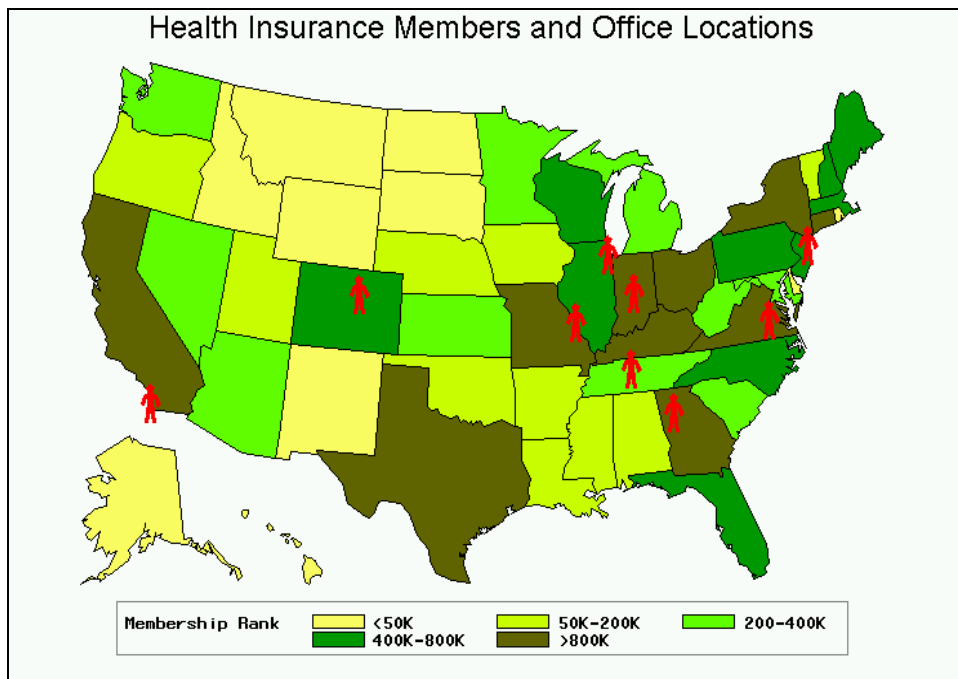 Health Insurance Members and Office Locations
Membership Rank <50K 50K-200K 200-400K
400K-800K >800K